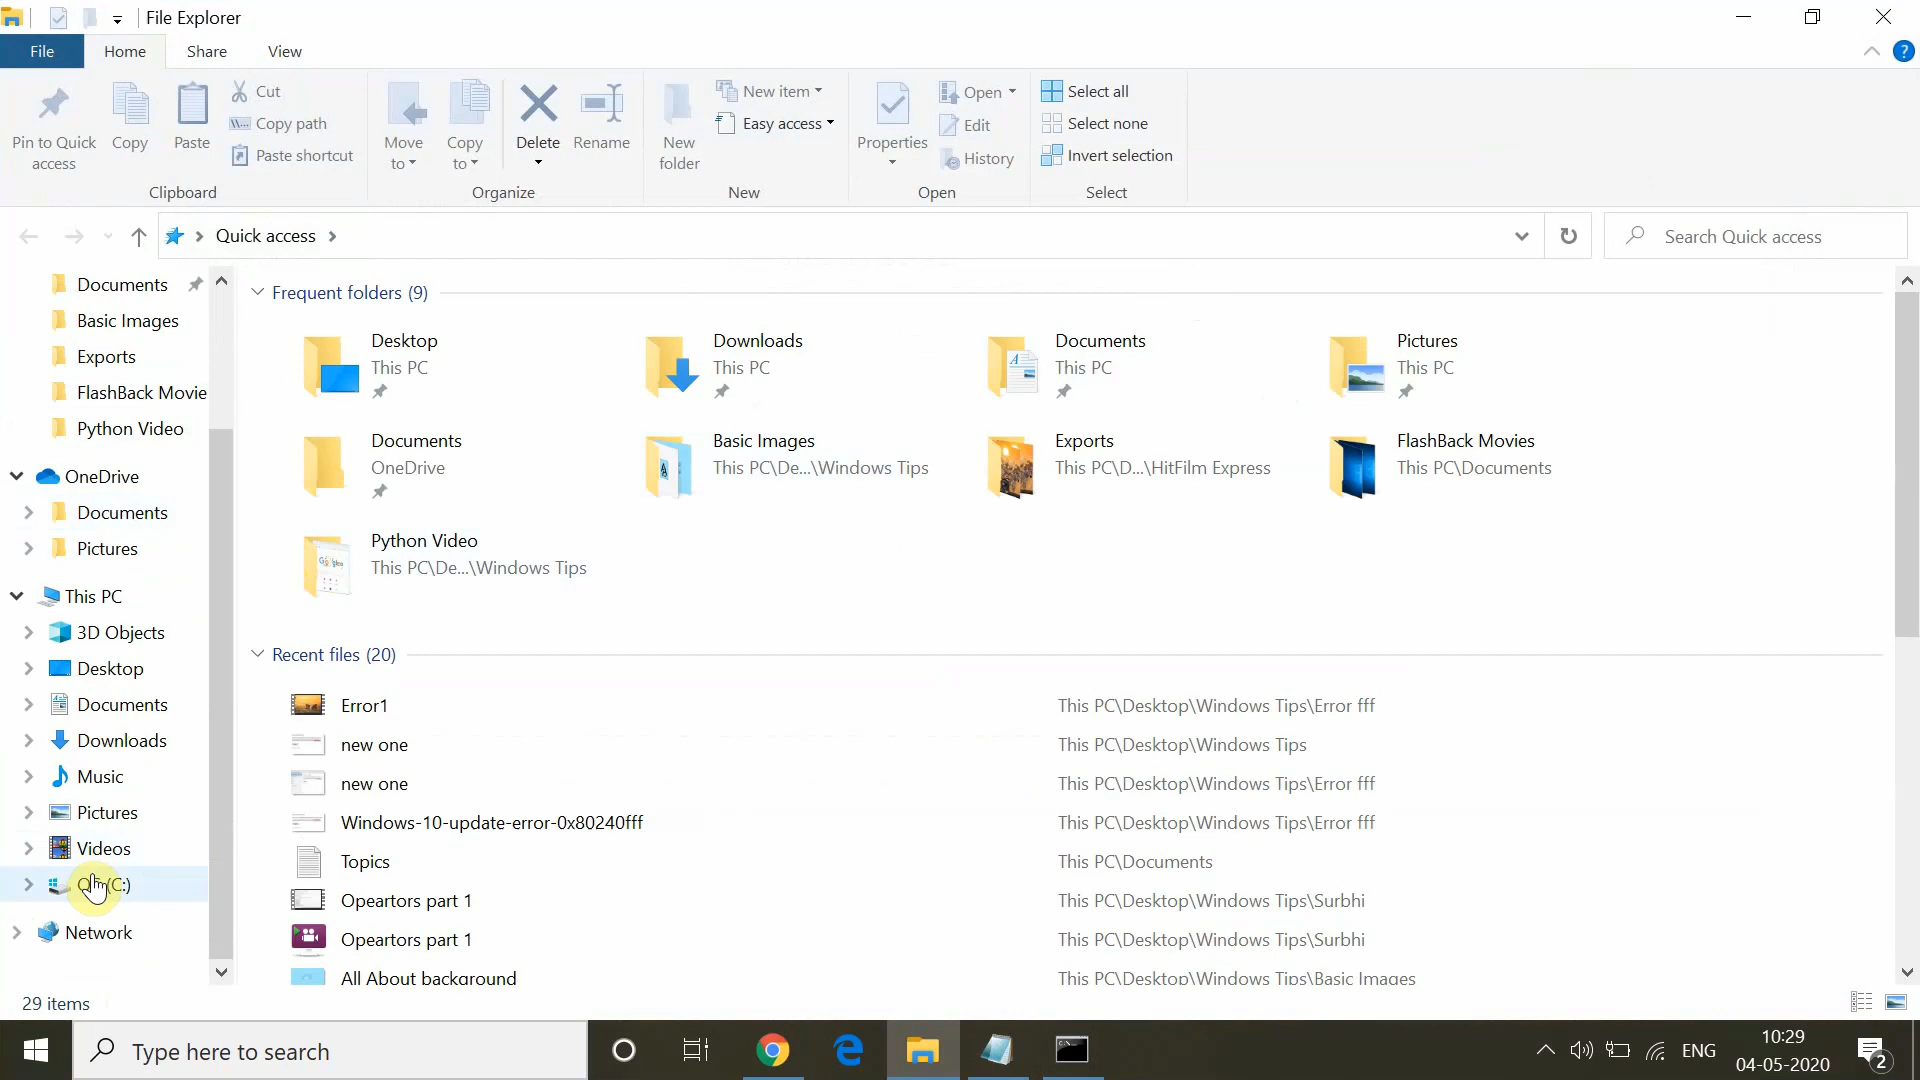 File Explorer
File
Home
Share
View
Pin to Quick access
Copy
Paste
Cut
Copy path
Paste shortcut
Clipboard
Move to
Copy to
Delete
Rename
Organize
New folder
New item
Easy access
New
Properties
Open
Edit
History
Open
Select all
Select none
Invert selection
Select
Quick access
Search Quick access
Documents
Basic Images
Exports
FlashBack Movie
Python Video
OneDrive
Documents
Pictures
This PC
3D Objects
Desktop
Documents
Downloads
Music
Pictures
Videos
(C:)
Network
Frequent folders (9)
Desktop
This PC
Downloads
This PC
Documents
This PC
Pictures
This PC
Documents
OneDrive
Basic Images
This PC\De...\Windows Tips
Exports
This PC\D...\HitFilm Express
FlashBack Movies
This PC\Documents
Python Video
This PC\De...\Windows Tips
Recent files (20)
Error1 This PC\Desktop\Windows Tips\Error fff
new one This PC\Desktop\Windows Tips
new one This PC\Desktop\Windows Tips\Error fff
Windows-10-update-error-0x80240fff This PC\Desktop\Windows Tips\Error fff
Topics This PC\Documents
Opeartors part 1 This PC\Desktop\Windows Tips\Surbhi
Opeartors part 1 This PC\Desktop\Windows Tips\Surbhi
All About background This PC\Desktop\Windows Tips\Basic Images
29 items
Type here to search
ENG
10:29
04-05-2020
2